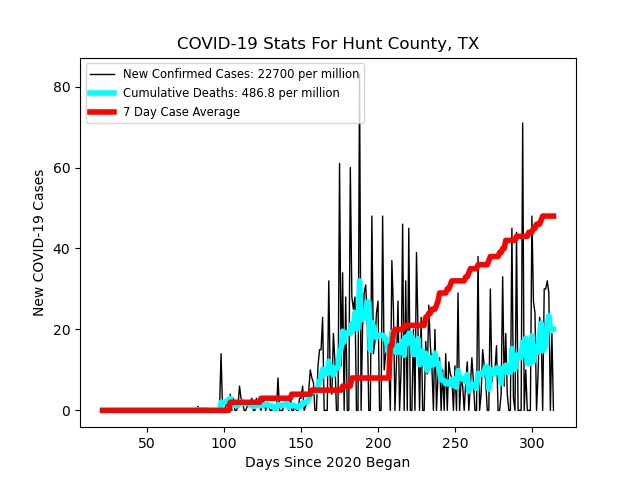 COVID-19 Stats For Hunt County, TX
New Confirmed Cases: 22700 per million
Cumulative Deaths: 486.8 per million
7 Day Case Average
New COVID-19 Cases
80
60
40
20
0
50 100 150 200 250 300
Days Since 2020 Began